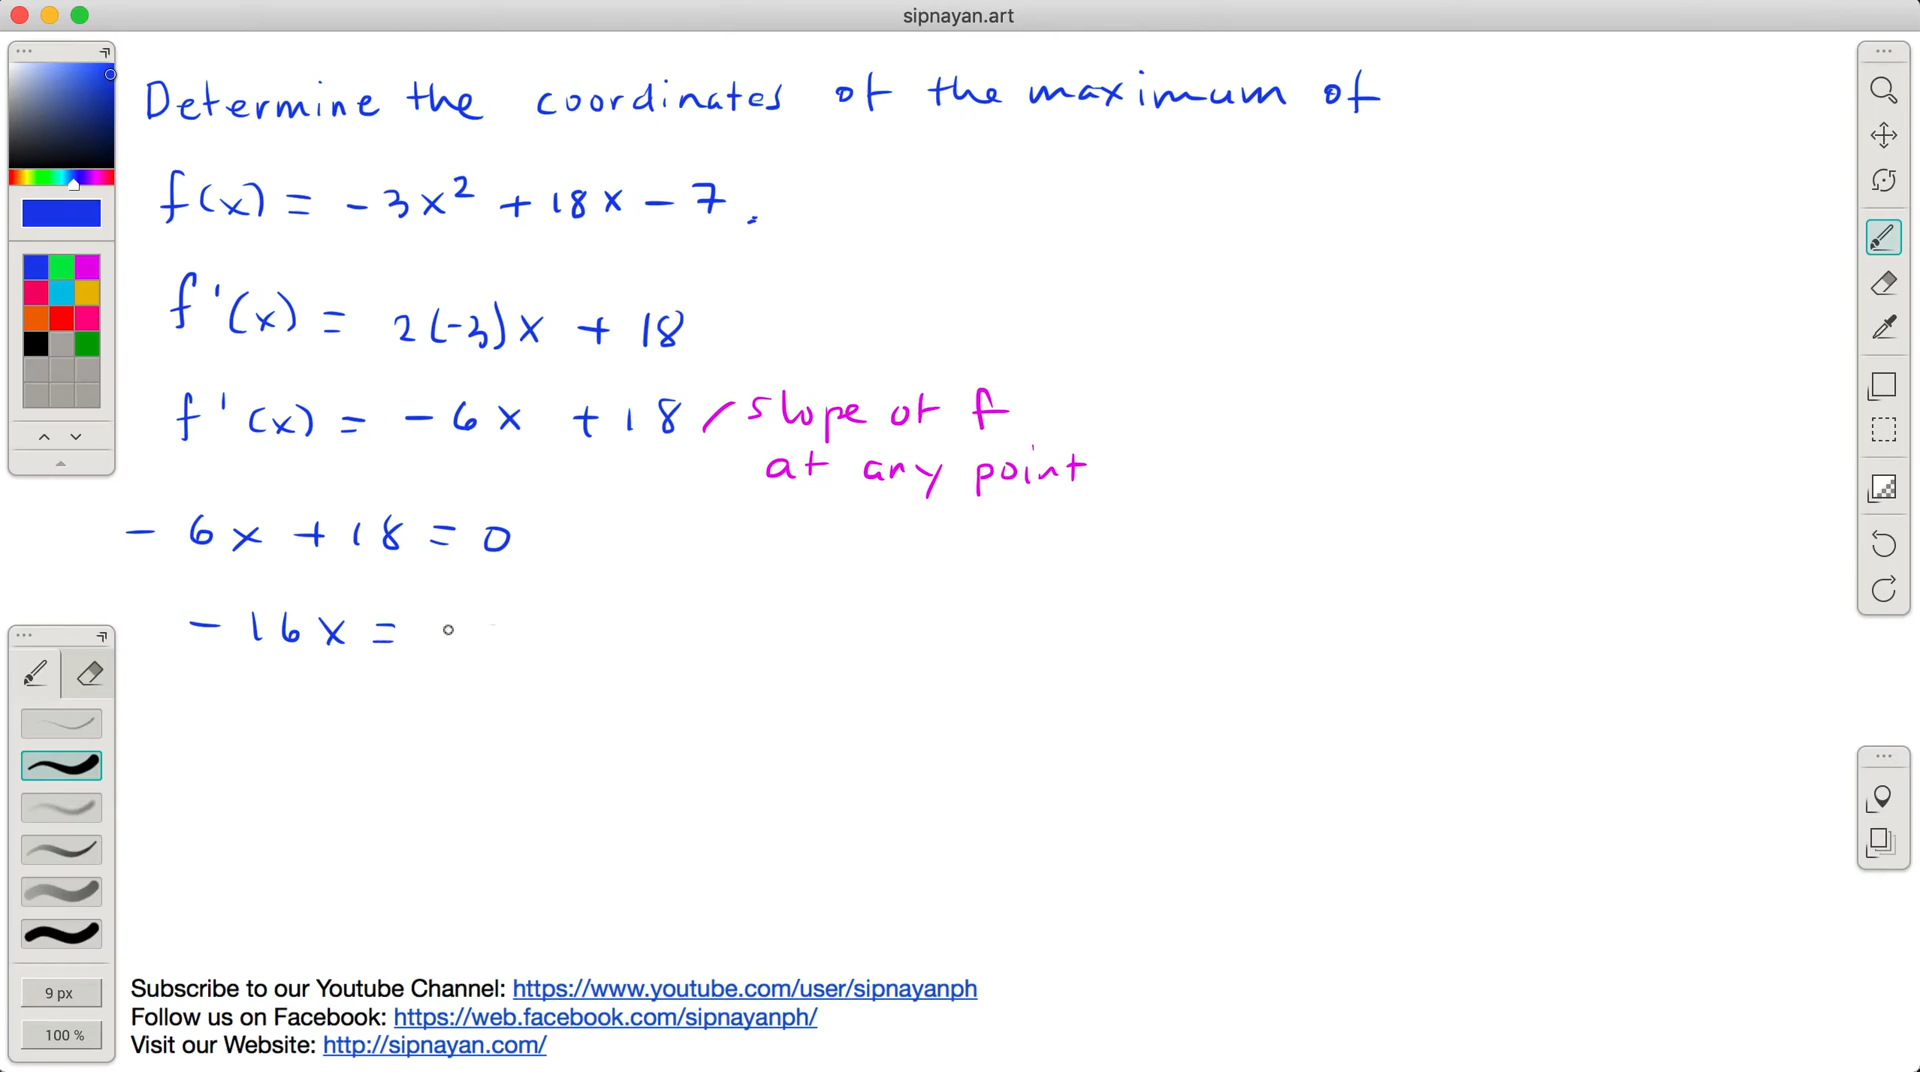 sipnayan.art
Determine the coordinates of the maximum of
f(x) = -3x² + 18x - 7.
f'(x) = 2(-3)x + 18
f'(x) = -6x + 18 / slope of f
at any point
- 6x + 18 = 0
- 16x =
9 px
100 %
Subscribe to our Youtube Channel: https://www.youtube.com/user/sipnayanph
Follow us on Facebook: https://web.facebook.com/sipnayanph/
Visit our Website: http://sipnayan.com/